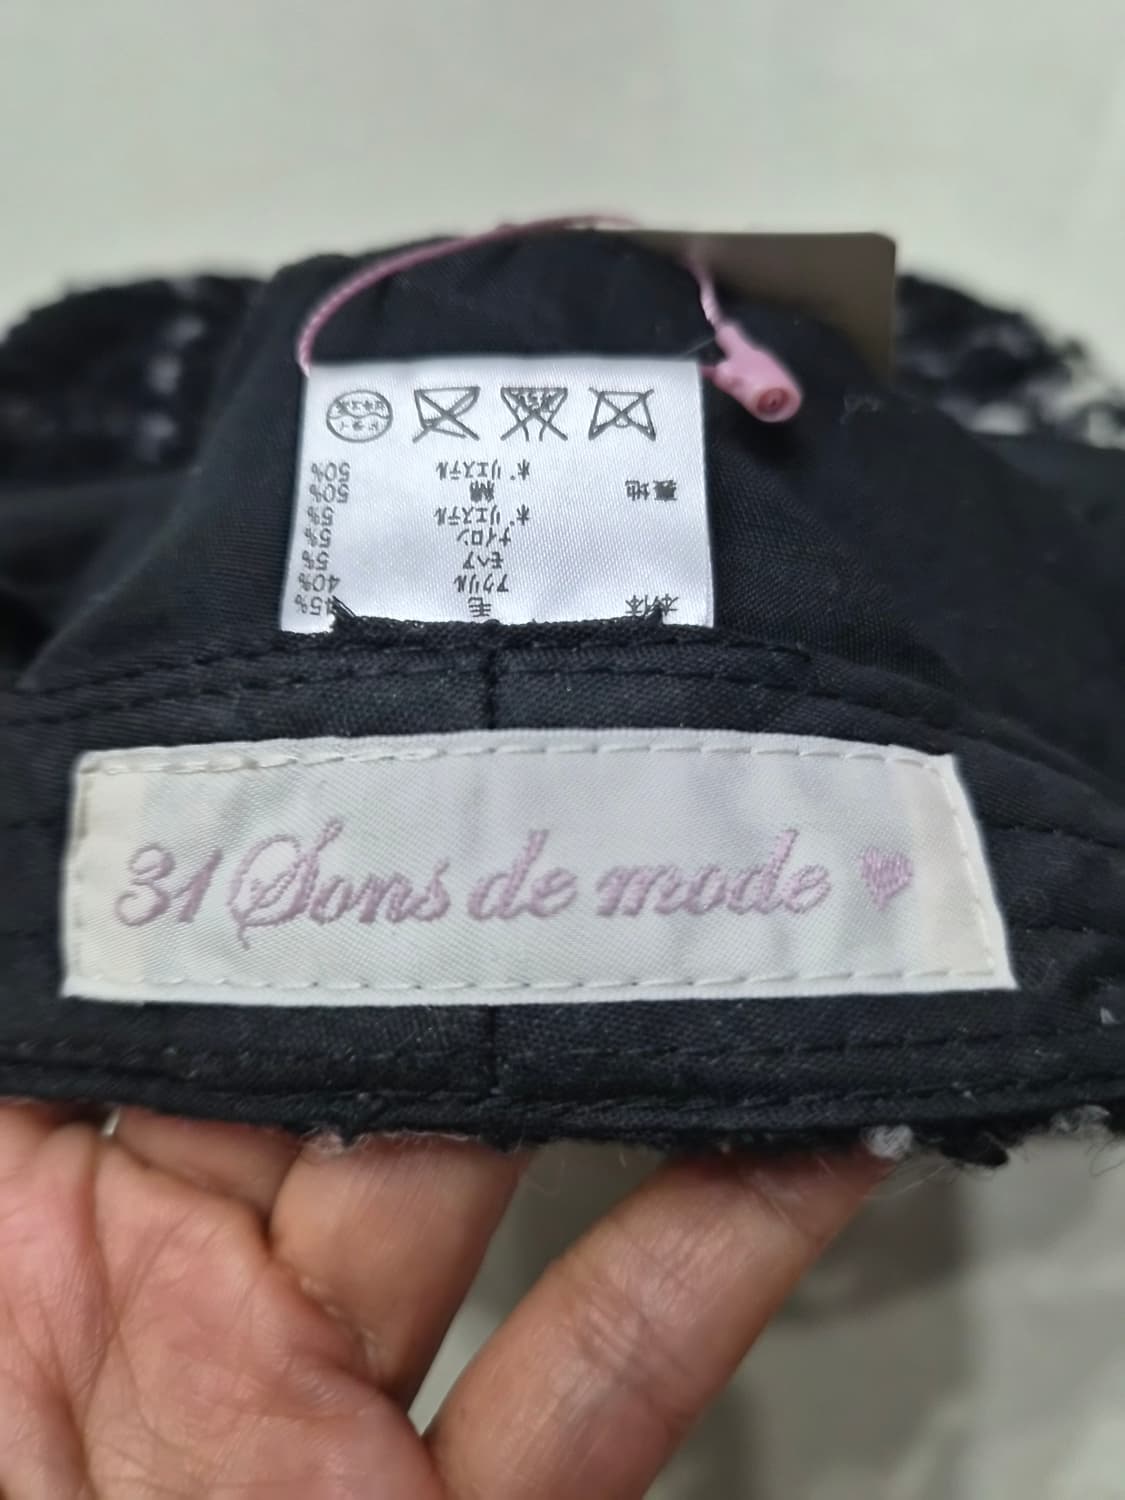 本体 毛 45%
アクリル 40%
モヘア 5%
ナイロン 5%
ポリエステル 5%
裏地 綿 50%
ポリエステル 50%
31 Sons de mode